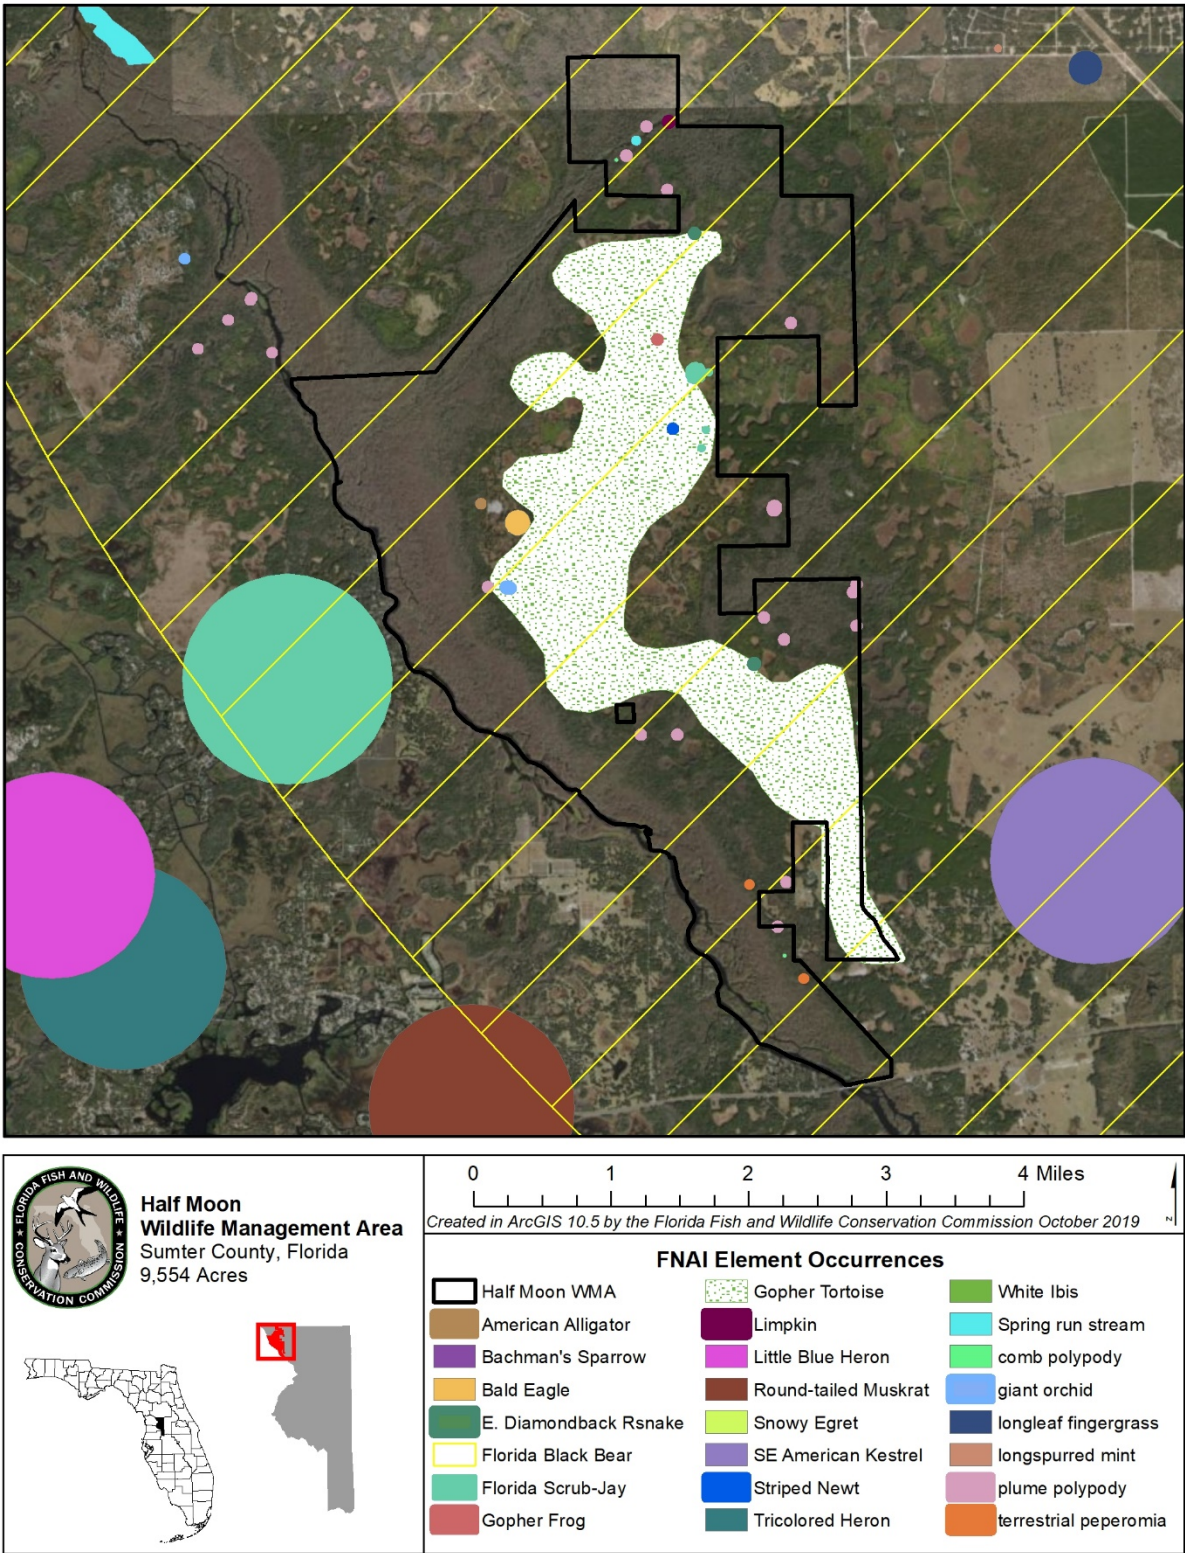 FLORIDA FISH AND WILDLIFE
CONSERVATION COMMISSION
Half Moon
Wildlife Management Area
Sumter County, Florida
9,554 Acres
0 1 2 3 4 Miles
Created in ArcGIS 10.5 by the Florida Fish and Wildlife Conservation Commission October 2019
N
FNAI Element Occurrences
Half Moon WMA
American Alligator
Bachman's Sparrow
Bald Eagle
E. Diamondback Rsnake
Florida Black Bear
Florida Scrub-Jay
Gopher Frog
Gopher Tortoise
Limpkin
Little Blue Heron
Round-tailed Muskrat
Snowy Egret
SE American Kestrel
Striped Newt
Tricolored Heron
White Ibis
Spring run stream
comb polypody
giant orchid
longleaf fingergrass
longspurred mint
plume polypody
terrestrial peperomia